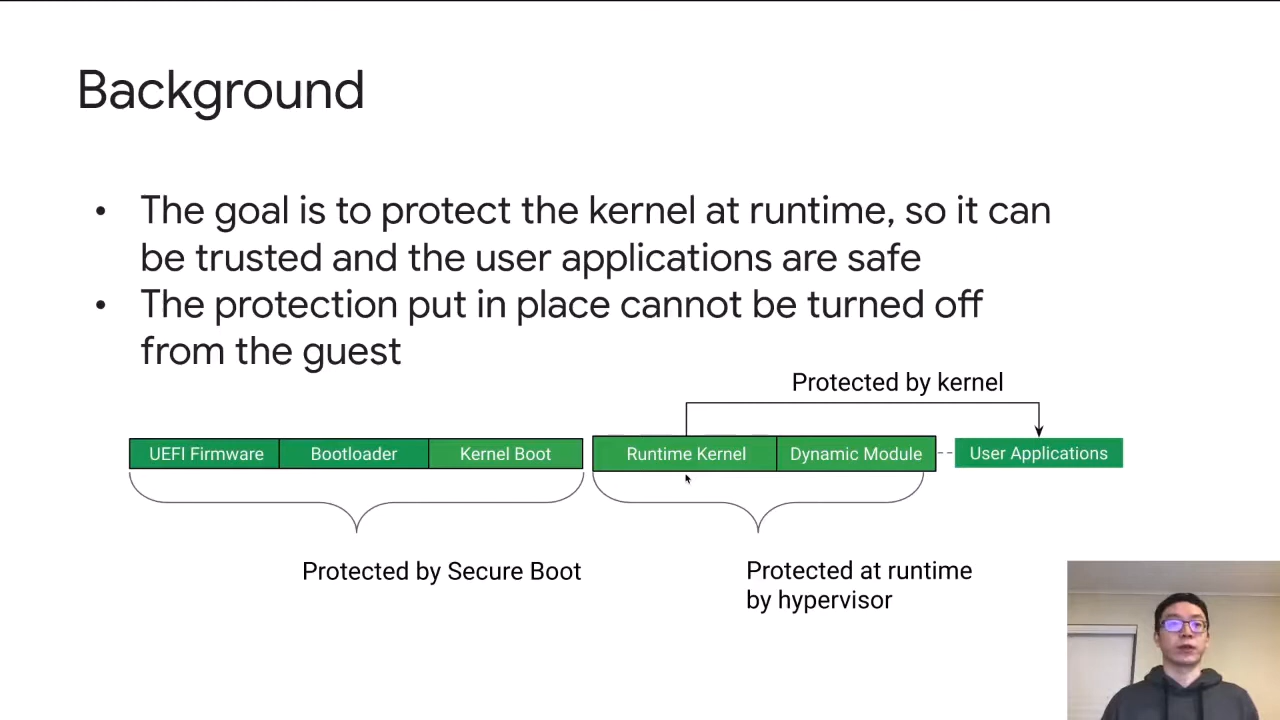 Background
• The goal is to protect the kernel at runtime, so it can
be trusted and the user applications are safe
• The protection put in place cannot be turned off
from the guest
Protected by kernel
UEFI Firmware Bootloader Kernel Boot Runtime Kernel Dynamic Module User Applications
Protected by Secure Boot
Protected at runtime
by hypervisor